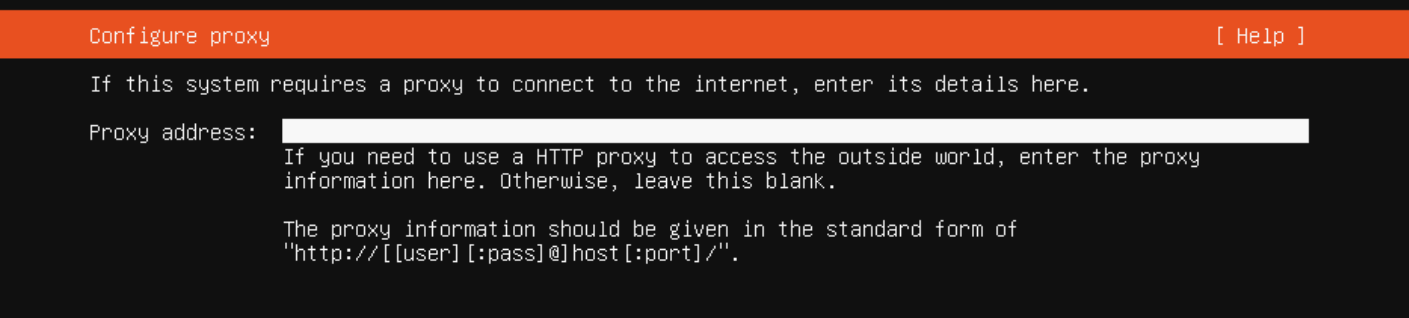 Configure proxy [ Help ]
If this system requires a proxy to connect to the internet, enter its details here.
Proxy address:
If you need to use a HTTP proxy to access the outside world, enter the proxy
information here. Otherwise, leave this blank.
The proxy information should be given in the standard form of
"http://[[user][:pass]@]host[:port]/".